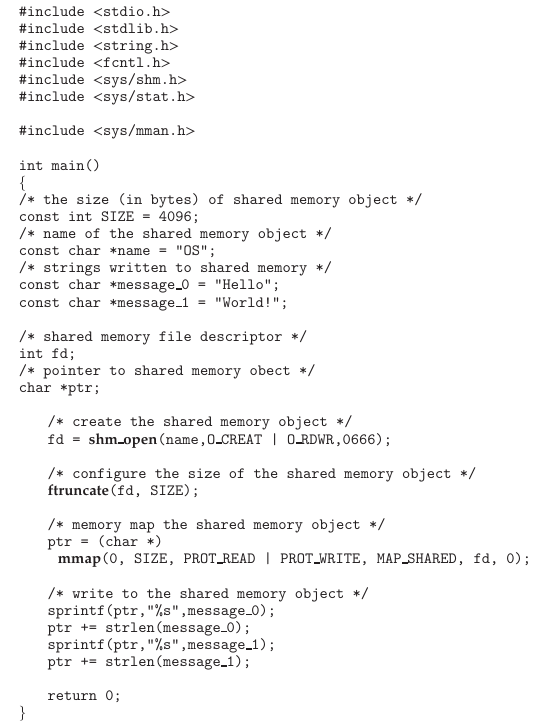 #include <stdio.h>
#include <stdlib.h>
#include <string.h>
#include <fcntl.h>
#include <sys/shm.h>
#include <sys/stat.h>
#include <sys/mman.h>
int main()
{
/* the size (in bytes) of shared memory object */
const int SIZE = 4096;
/* name of the shared memory object */
const char *name = "OS";
/* strings written to shared memory */
const char *message_0 = "Hello";
const char *message_1 = "World!";
/* shared memory file descriptor */
int fd;
/* pointer to shared memory obect */
char *ptr;
/* create the shared memory object */
fd = shm_open(name,O_CREAT | O_RDWR,0666);
/* configure the size of the shared memory object */
ftruncate(fd, SIZE);
/* memory map the shared memory object */
ptr = (char *)
mmap(0, SIZE, PROT_READ | PROT_WRITE, MAP_SHARED, fd, 0);
/* write to the shared memory object */
sprintf(ptr,"%s",message_0);
ptr += strlen(message_0);
sprintf(ptr,"%s",message_1);
ptr += strlen(message_1);
return 0;
}